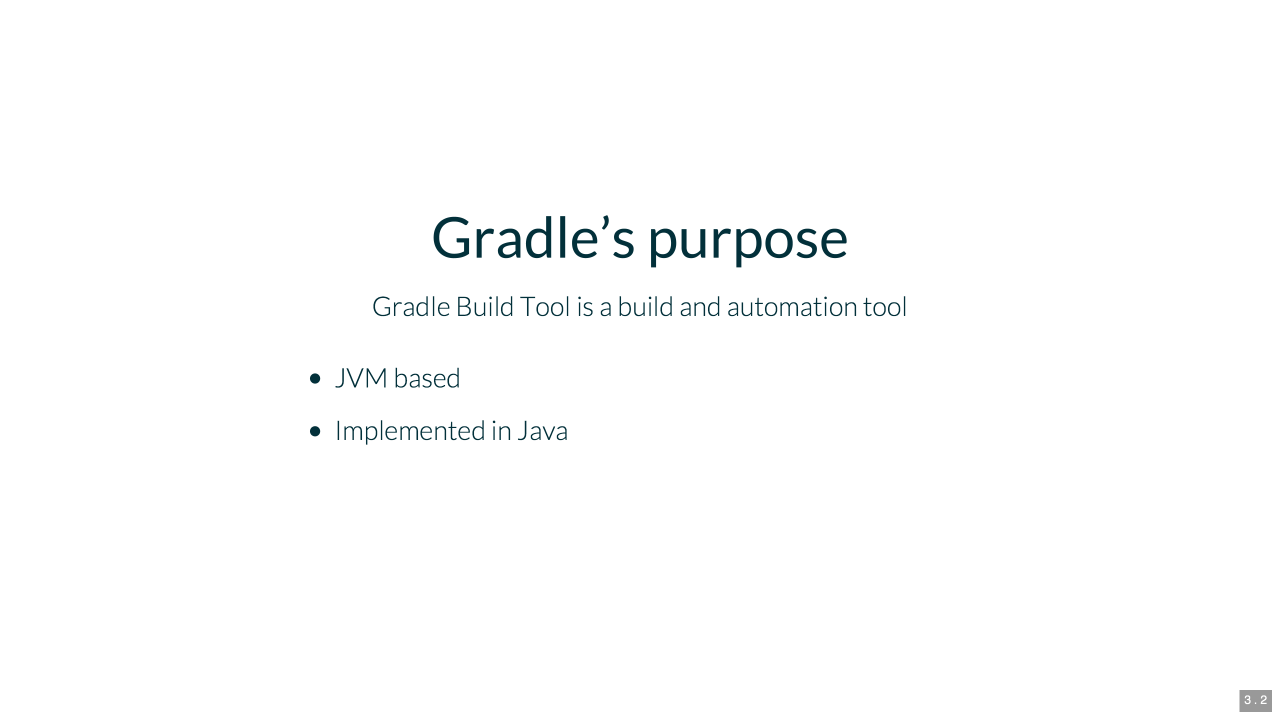 Gradle’s purpose
Gradle Build Tool is a build and automation tool
• JVM based
• Implemented in Java
3.2